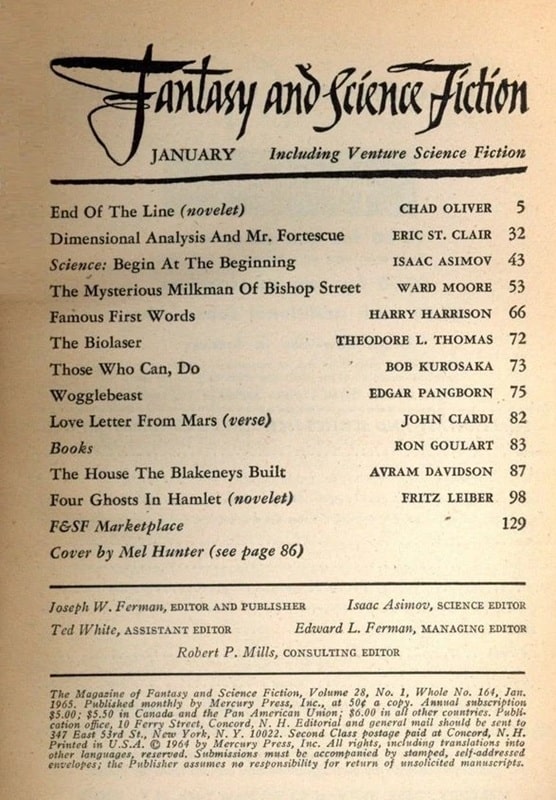 Fantasy and Science Fiction
JANUARY Including Venture Science Fiction
End Of The Line (novelet) CHAD OLIVER 5
Dimensional Analysis And Mr. Fortescue ERIC ST. CLAIR 32
Science: Begin At The Beginning ISAAC ASIMOV 43
The Mysterious Milkman Of Bishop Street WARD MOORE 53
Famous First Words HARRY HARRISON 66
The Biolaser THEODORE L. THOMAS 72
Those Who Can, Do BOB KUROSAKA 73
Wogglebeast EDGAR PANGBORN 75
Love Letter From Mars (verse) JOHN CIARDI 82
Books RON GOULART 83
The House The Blakeneys Built AVRAM DAVIDSON 87
Four Ghosts In Hamlet (novelet) FRITZ LEIBER 98
F&SF Marketplace 129
Cover by Mel Hunter (see page 86)
Joseph W. Ferman, EDITOR AND PUBLISHER Isaac Asimov, SCIENCE EDITOR
Ted White, ASSISTANT EDITOR Edward L. Ferman, MANAGING EDITOR
Robert P. Mills, CONSULTING EDITOR
The Magazine of Fantasy and Science Fiction, Volume 28, No. 1, Whole No. 164, Jan.
1965. Published monthly by Mercury Press, Inc., at 50¢ a copy. Annual subscription
$5.00; $5.50 in Canada and the Pan American Union; $6.00 in all other countries. Publi-
cation office, 10 Ferry Street, Concord, N. H. Editorial and general mail should be sent to
347 East 53rd St., New York, N. Y. 10022. Second Class postage paid at Concord, N. H.
Printed in U.S.A. © 1964 by Mercury Press, Inc. All rights, including translations into
other languages, reserved. Submissions must be accompanied by stamped, self-addressed
envelopes; the Publisher assumes no responsibility for return of unsolicited manuscripts.